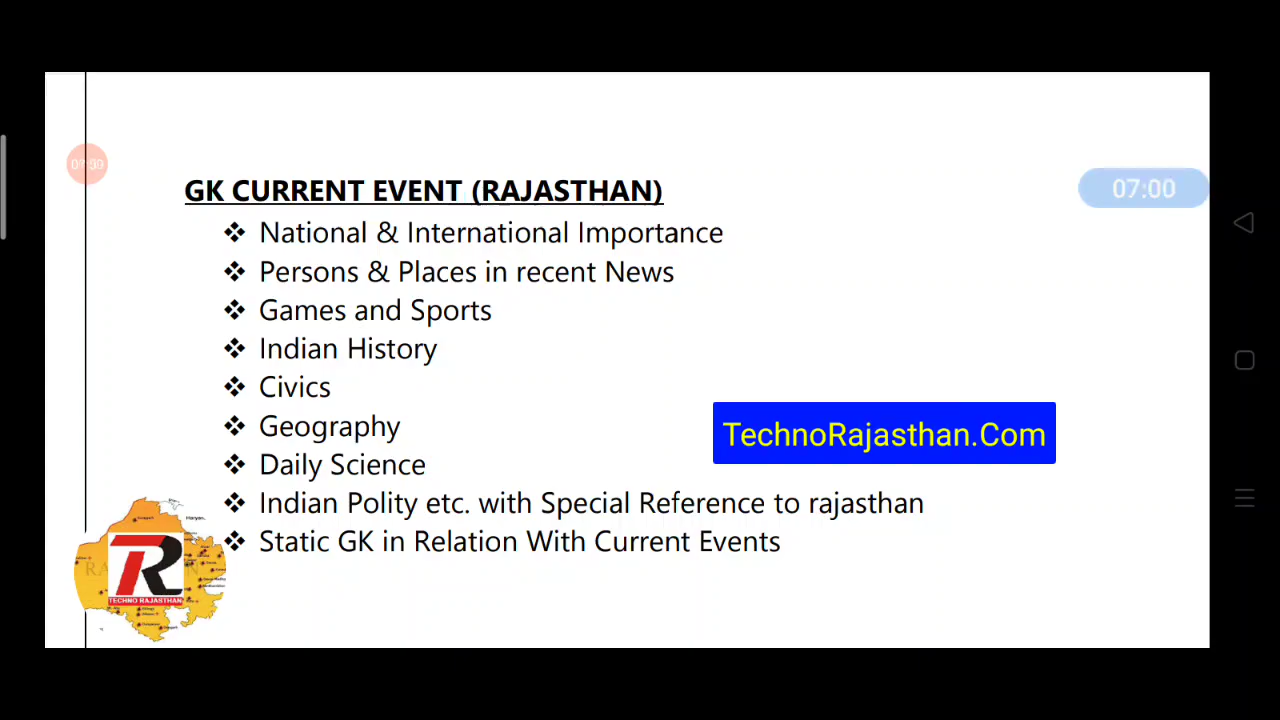 GK CURRENT EVENT (RAJASTHAN)
07:00
❖ National & International Importance
❖ Persons & Places in recent News
❖ Games and Sports
❖ Indian History
❖ Civics
❖ Geography
TechnoRajasthan.Com
❖ Daily Science
❖ Indian Polity etc. with Special Reference to rajasthan
❖ Static GK in Relation With Current Events
TR
TECHNO RAJASTHAN